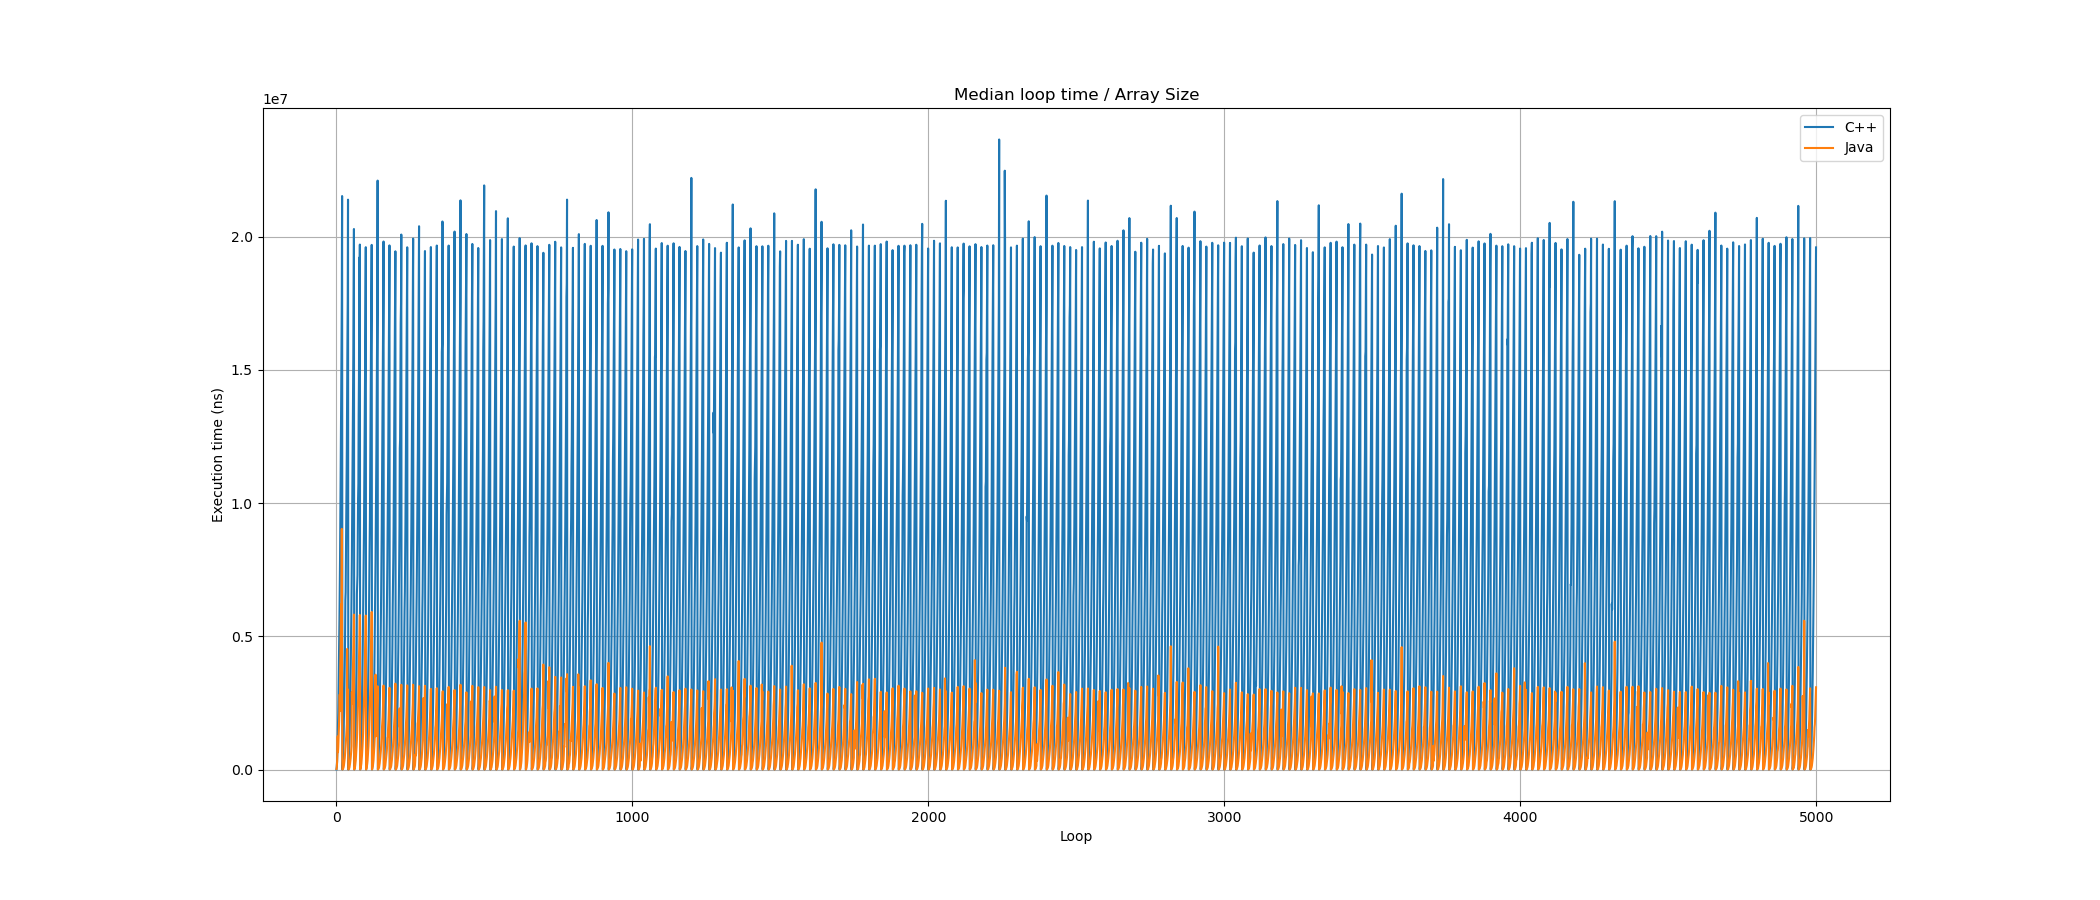 Median loop time / Array Size
1e7
C++
Java
2.0
1.5
1.0
0.5
0.0
Execution time (ns)
0 1000 2000 3000 4000 5000
Loop